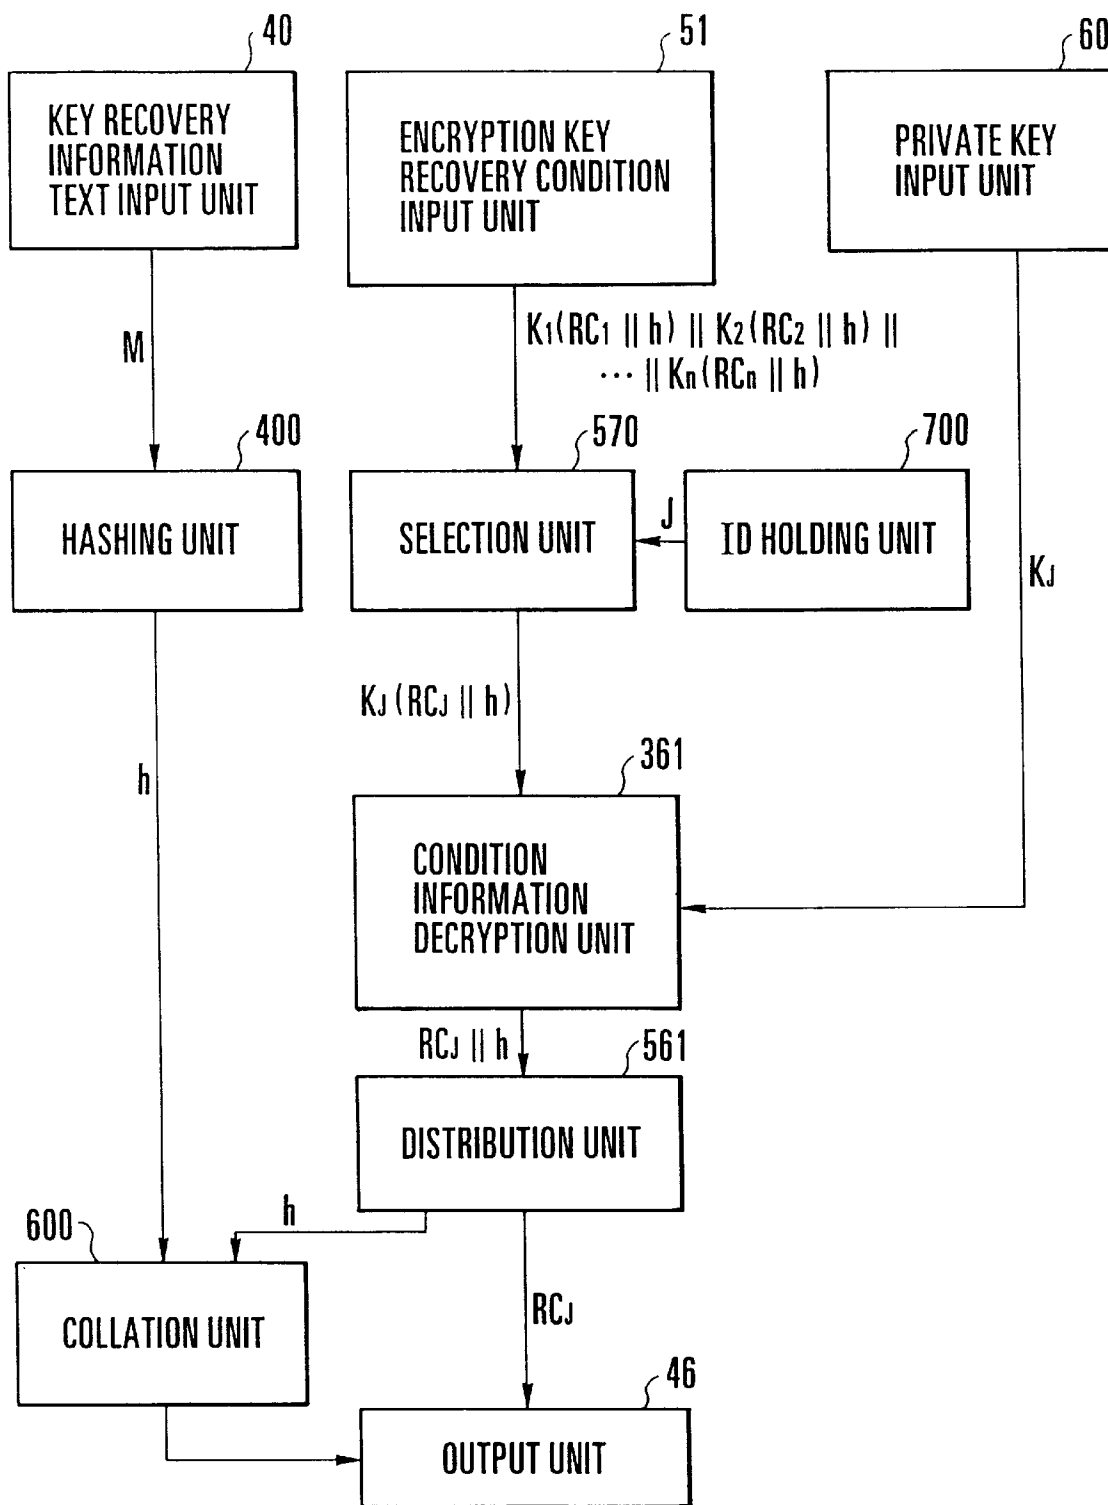 40
51
60
KEY RECOVERY
INFORMATION
TEXT INPUT UNIT
ENCRYPTION KEY
RECOVERY CONDITION
INPUT UNIT
PRIVATE KEY
INPUT UNIT
M
K1(RC1 || h) || K2(RC2 || h) ||
··· || Kn(RCn || h)
400
570
700
HASHING UNIT
SELECTION UNIT
J
ID HOLDING UNIT
KJ
KJ(RCJ || h)
h
361
CONDITION
INFORMATION
DECRYPTION UNIT
RCJ || h
561
DISTRIBUTION UNIT
h
600
COLLATION UNIT
RCJ
46
OUTPUT UNIT